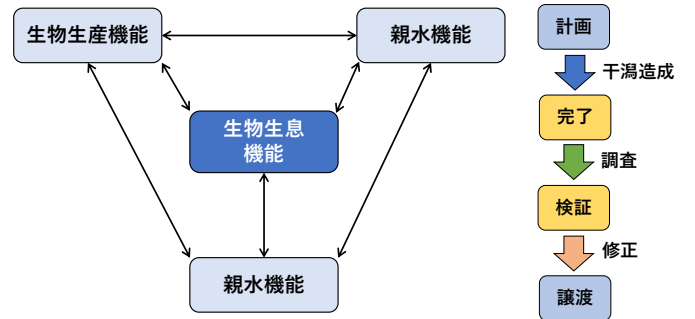 生物生産機能
親水機能
生物生息
機能
親水機能
計画
干潟造成
完了
調査
検証
修正
譲渡